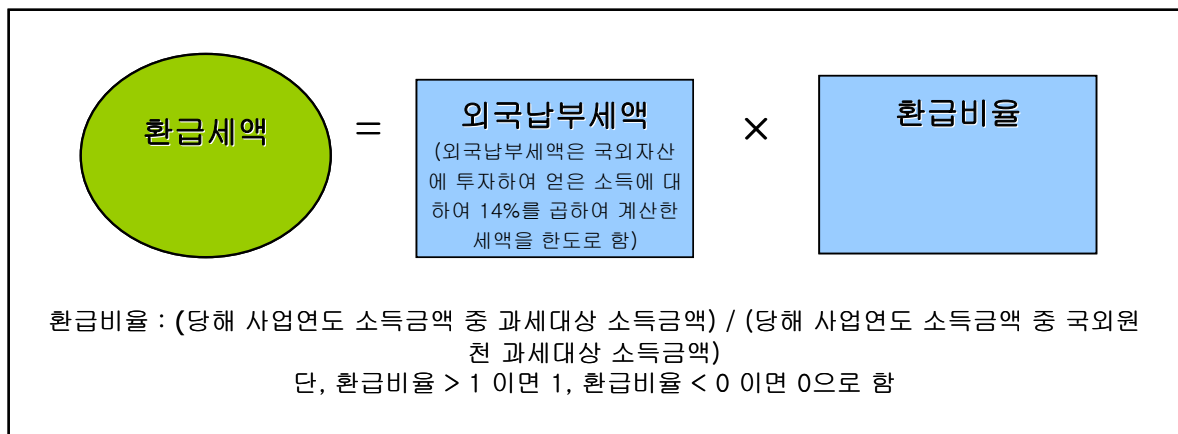 환급세액
=
외국납부세액
(외국납부세액은 국외자산
에 투자하여 얻은 소득에 대
하여 14%를 곱하여 계산한
세액을 한도로 함)
×
환급비율
환급비율 : (당해 사업연도 소득금액 중 과세대상 소득금액) / (당해 사업연도 소득금액 중 국외원
천 과세대상 소득금액)
단, 환급비율 > 1 이면 1, 환급비율 < 0 이면 0으로 함